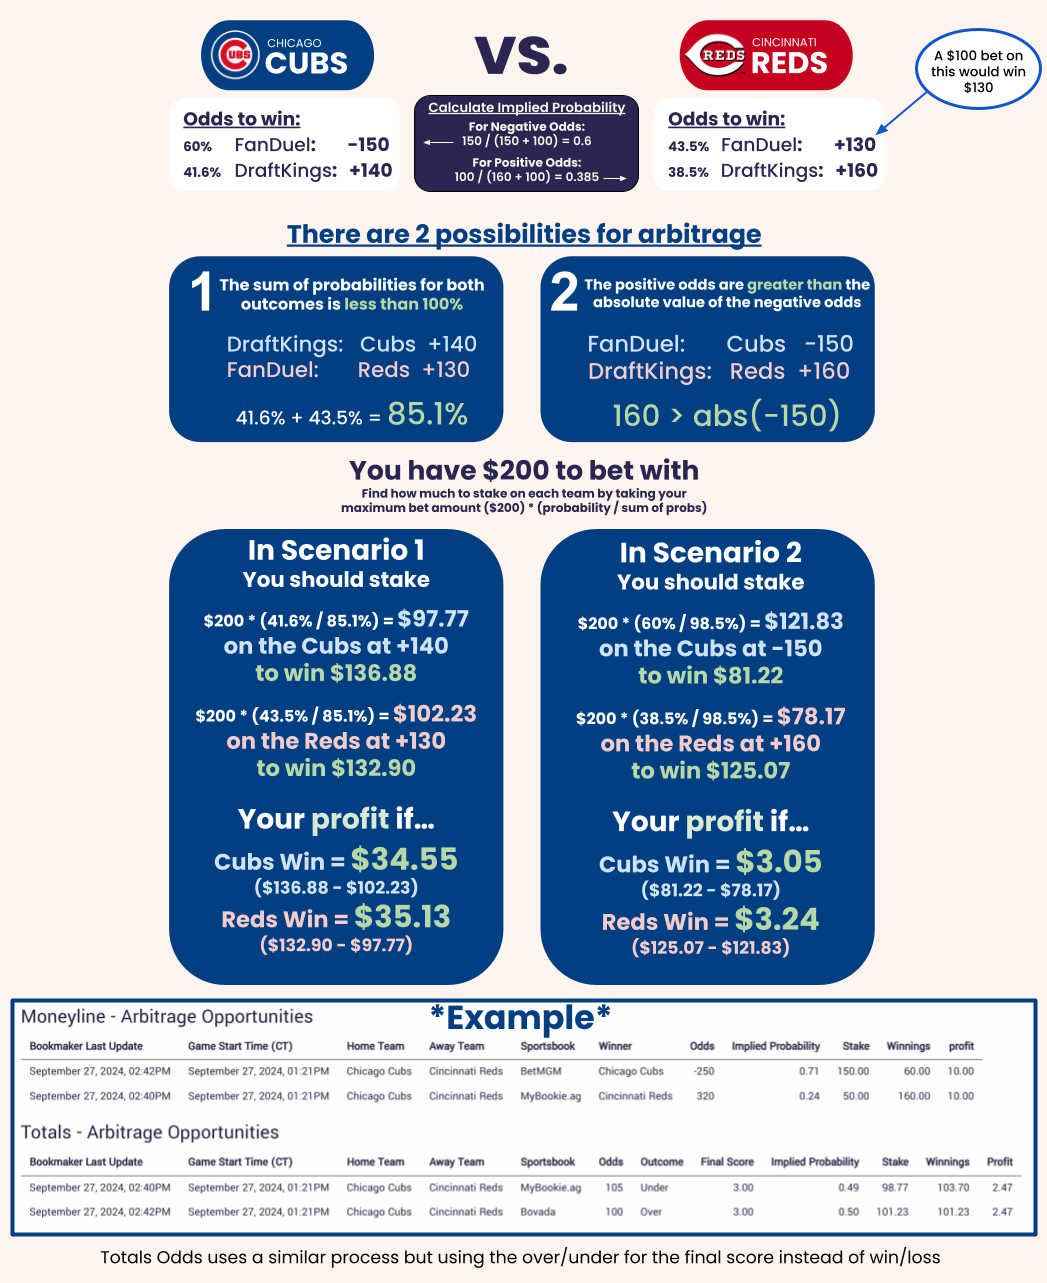 CUBS
CHICAGO
CUBS
VS.
REDS
CINCINNATI
REDS
A $100 bet on
this would win
$130
Odds to win:
60% FanDuel: -150
41.6% DraftKings: +140
Calculate Implied Probability
For Negative Odds:
150 / (150 + 100) = 0.6
For Positive Odds:
100 / (160 + 100) = 0.385
Odds to win:
43.5% FanDuel: +130
38.5% DraftKings: +160
There are 2 possibilities for arbitrage
1 The sum of probabilities for both
outcomes is less than 100%
DraftKings: Cubs +140
FanDuel: Reds +130
41.6% + 43.5% = 85.1%
2 The positive odds are greater than the
absolute value of the negative odds
FanDuel: Cubs -150
DraftKings: Reds +160
160 > abs(-150)
You have $200 to bet with
Find how much to stake on each team by taking your
maximum bet amount ($200) * (probability / sum of probs)
In Scenario 1
You should stake
$200 * (41.6% / 85.1%) = $97.77
on the Cubs at +140
to win $136.88
$200 * (43.5% / 85.1%) = $102.23
on the Reds at +130
to win $132.90
Your profit if...
Cubs Win = $34.55
($136.88 - $102.23)
Reds Win = $35.13
($132.90 - $97.77)
In Scenario 2
You should stake
$200 * (60% / 98.5%) = $121.83
on the Cubs at -150
to win $81.22
$200 * (38.5% / 98.5%) = $78.17
on the Reds at +160
to win $125.07
Your profit if...
Cubs Win = $3.05
($81.22 - $78.17)
Reds Win = $3.24
($125.07 - $121.83)
*Example*
Moneyline - Arbitrage Opportunities
Bookmaker Last Update Game Start Time (CT) Home Team Away Team Sportsbook Winner Odds Implied Probability Stake Winnings profit
September 27, 2024, 02:42PM September 27, 2024, 01:21PM Chicago Cubs Cincinnati Reds BetMGM Chicago Cubs -250 0.71 150.00 60.00 10.00
September 27, 2024, 02:40PM September 27, 2024, 01:21PM Chicago Cubs Cincinnati Reds MyBookie.ag Cincinnati Reds 320 0.24 50.00 160.00 10.00
Totals - Arbitrage Opportunities
Bookmaker Last Update Game Start Time (CT) Home Team Away Team Sportsbook Odds Outcome Final Score Implied Probability Stake Winnings Profit
September 27, 2024, 02:40PM September 27, 2024, 01:21PM Chicago Cubs Cincinnati Reds MyBookie.ag 105 Under 3.00 0.49 98.77 103.70 2.47
September 27, 2024, 02:42PM September 27, 2024, 01:21PM Chicago Cubs Cincinnati Reds Bovada 100 Over 3.00 0.50 101.23 101.23 2.47
Totals Odds uses a similar process but using the over/under for the final score instead of win/loss